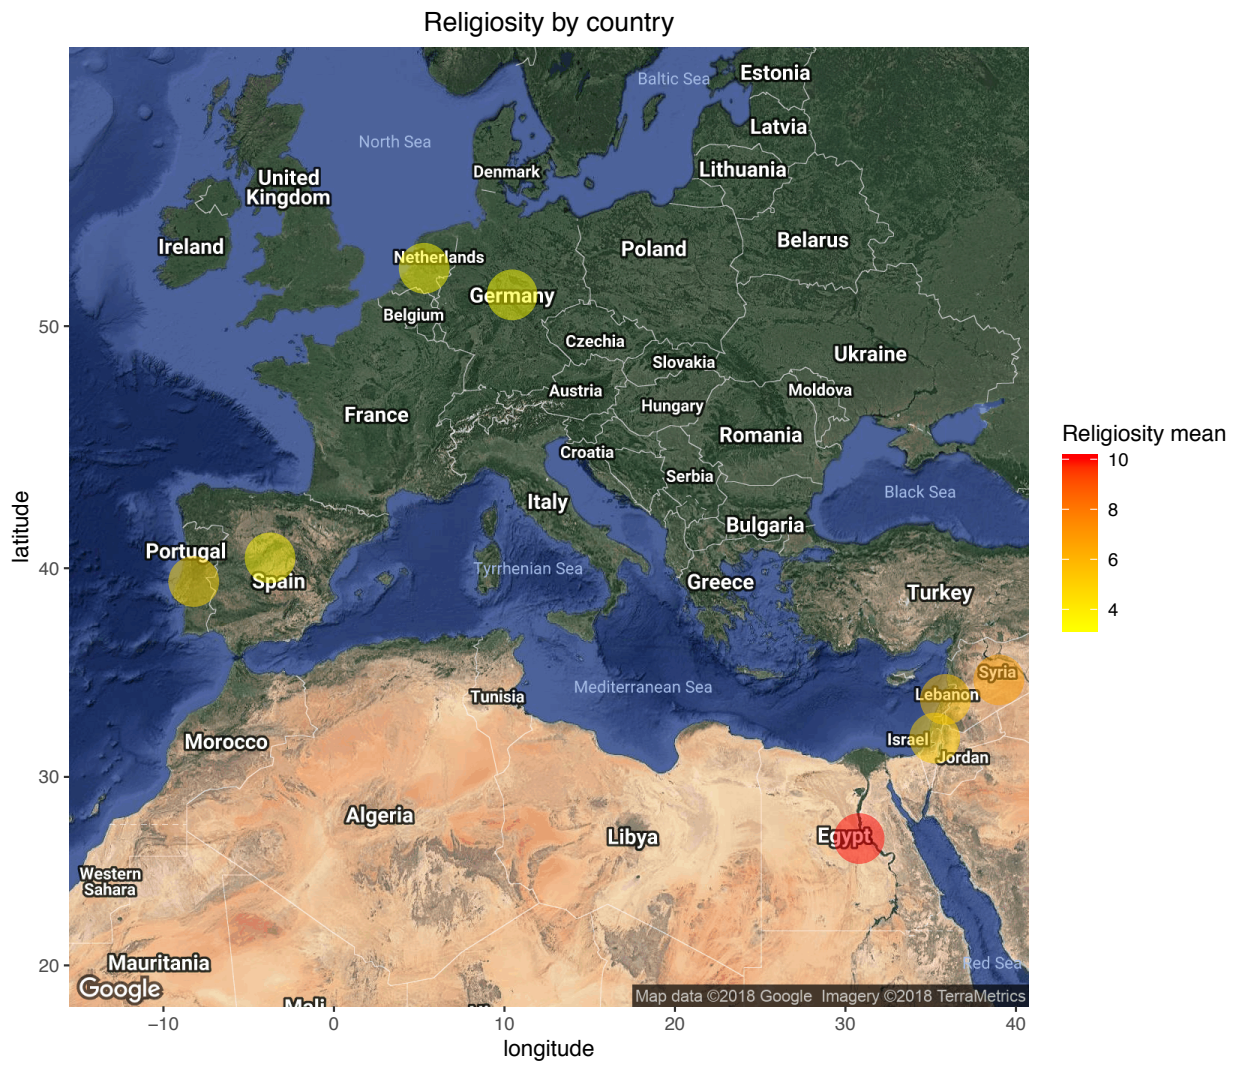 Religiosity by country
Estonia
Baltic Sea
Latvia
North Sea
Lithuania
Denmark
United
Kingdom
Belarus
Ireland
Poland
Netherlands
Germany
Belgium
50
Czechia
Ukraine
Slovakia
Austria
Moldova
Hungary
France
Romania
Religiosity mean
Croatia
10
Serbia
Black Sea
Italy
8
latitude
Bulgaria
Portugal
6
40
Tyrrhenian Sea
Spain
Greece
Turkey
4
Syria
Mediterranean Sea
Lebanon
Tunisia
Israel
Morocco
Jordan
30
Algeria
Egypt
Libya
Western
Sahara
20
Mauritania
Red Sea
Google
Map data ©2018 Google Imagery ©2018 TerraMetrics
Mali
−10
0
10
20
30
40
longitude